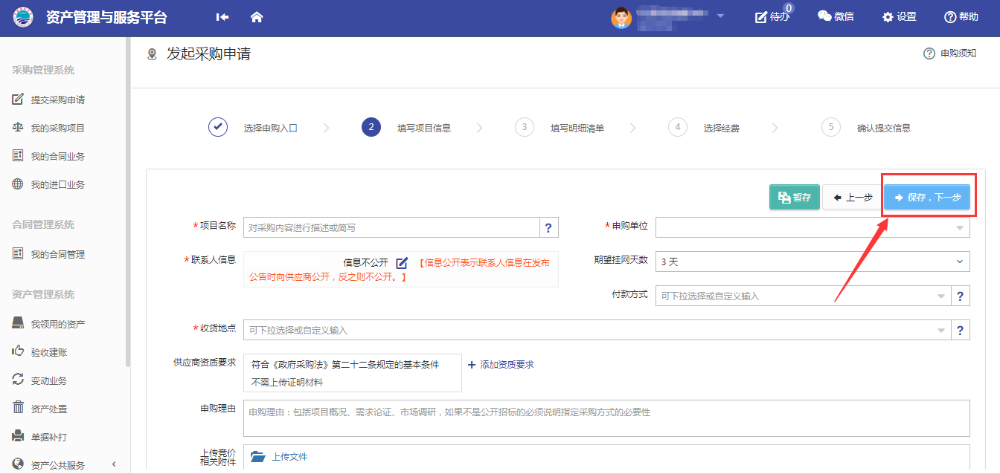 资产管理与服务平台
待办
0
微信
设置
帮助
采购管理系统
提交采购申请
我的采购项目
我的合同业务
我的进口业务
合同管理系统
我的合同管理
资产管理系统
我领用的资产
验收建账
变动业务
资产处置
单据补打
资产公共服务
发起采购申请
申购须知
选择申购入口
2 填写项目信息
3 填写明细清单
4 选择经费
5 确认提交信息
暂存
上一步
保存，下一步
*项目名称 对采购内容进行描述或简写 ?
*申购单位
*联系人信息 信息不公开 【信息公开表示联系人信息在发布
公告时向供应商公开，反之则不公开。】
期望挂网天数 3 天
付款方式 可下拉选择或自定义输入 ?
*收货地点 可下拉选择或自定义输入 ?
供应商资质要求 符合《政府采购法》第二十二条规定的基本条件
不需上传证明材料
+ 添加资质要求
申购理由 申购理由：包括项目概况、需求论证、市场调研，如果不是公开招标的必须说明指定采购方式的必要性
上传竞价
相关附件
上传文件